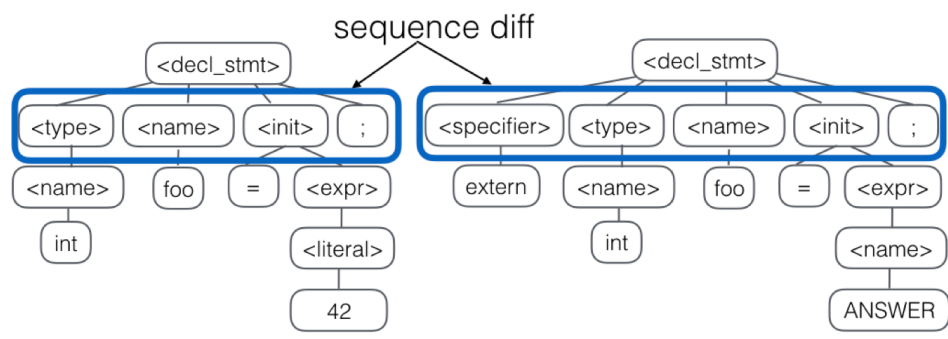 sequence diff
<decl_stmt> <decl_stmt>
<type> <name> <init> ; <specifier> <type> <name> <init> ;
<name> foo = <expr> extern <name> foo = <expr>
int <literal> int <name>
42 ANSWER